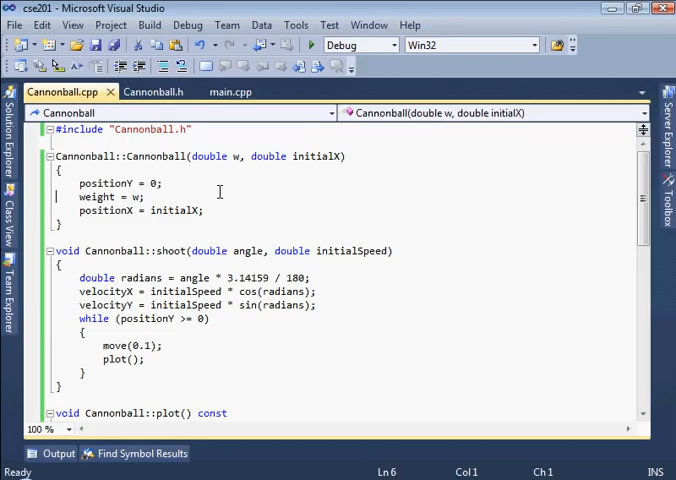 cse201 - Microsoft Visual Studio
File Edit View Project Build Debug Team Data Tools Test Window Help
Debug Win32
Cannonball.cpp Cannonball.h main.cpp
Cannonball Cannonball(double w, double initialX)
#include "Cannonball.h"
Cannonball::Cannonball(double w, double initialX)
{
positionY = 0;
weight = w;
positionX = initialX;
}
void Cannonball::shoot(double angle, double initialSpeed)
{
double radians = angle * 3.14159 / 180;
velocityX = initialSpeed * cos(radians);
velocityY = initialSpeed * sin(radians);
while (positionY >= 0)
{
move(0.1);
plot();
}
}
void Cannonball::plot() const
100 %
Solution Explorer
Class View
Team Explorer
Server Explorer
Toolbox
Output Find Symbol Results
Ready Ln 6 Col 1 Ch 1 INS